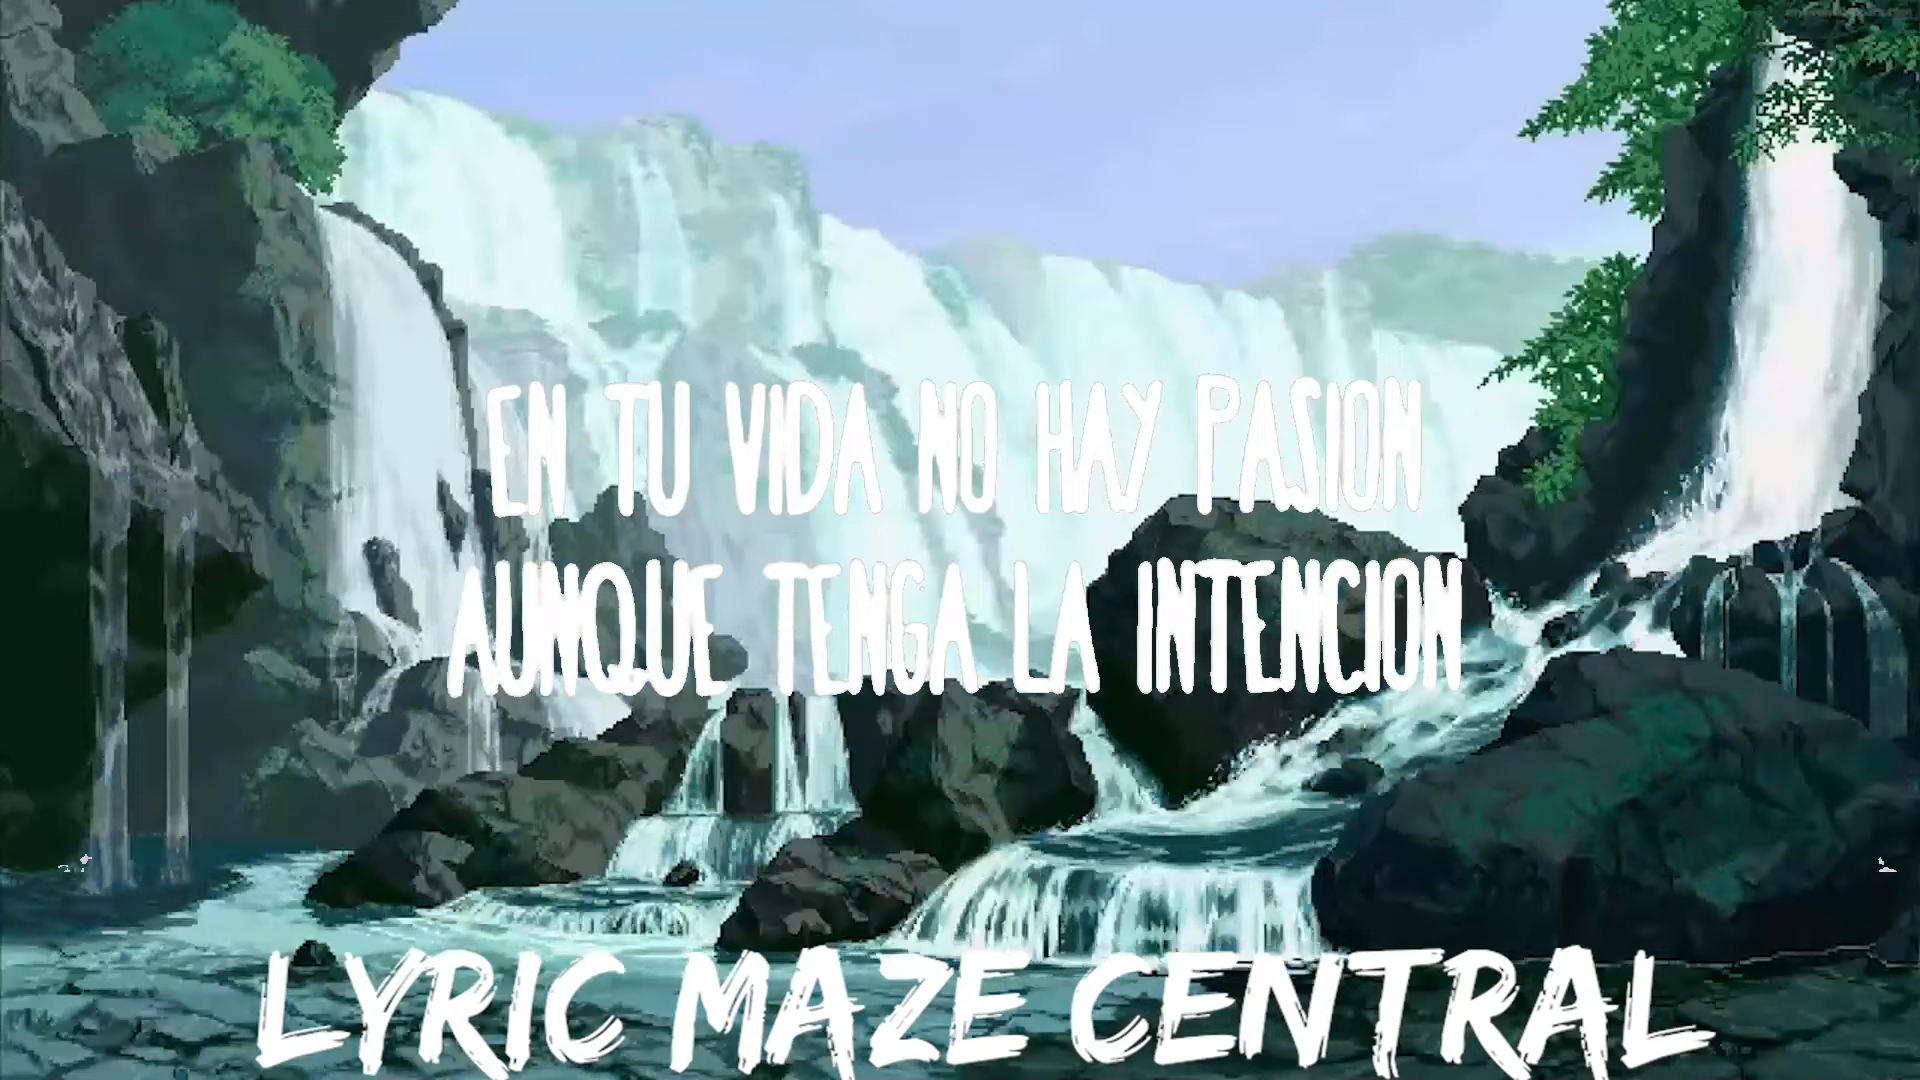 EN TU VIDA NO HAY PASION
AUNQUE TENGA LA INTENCION
LYRIC MAZE CENTRAL